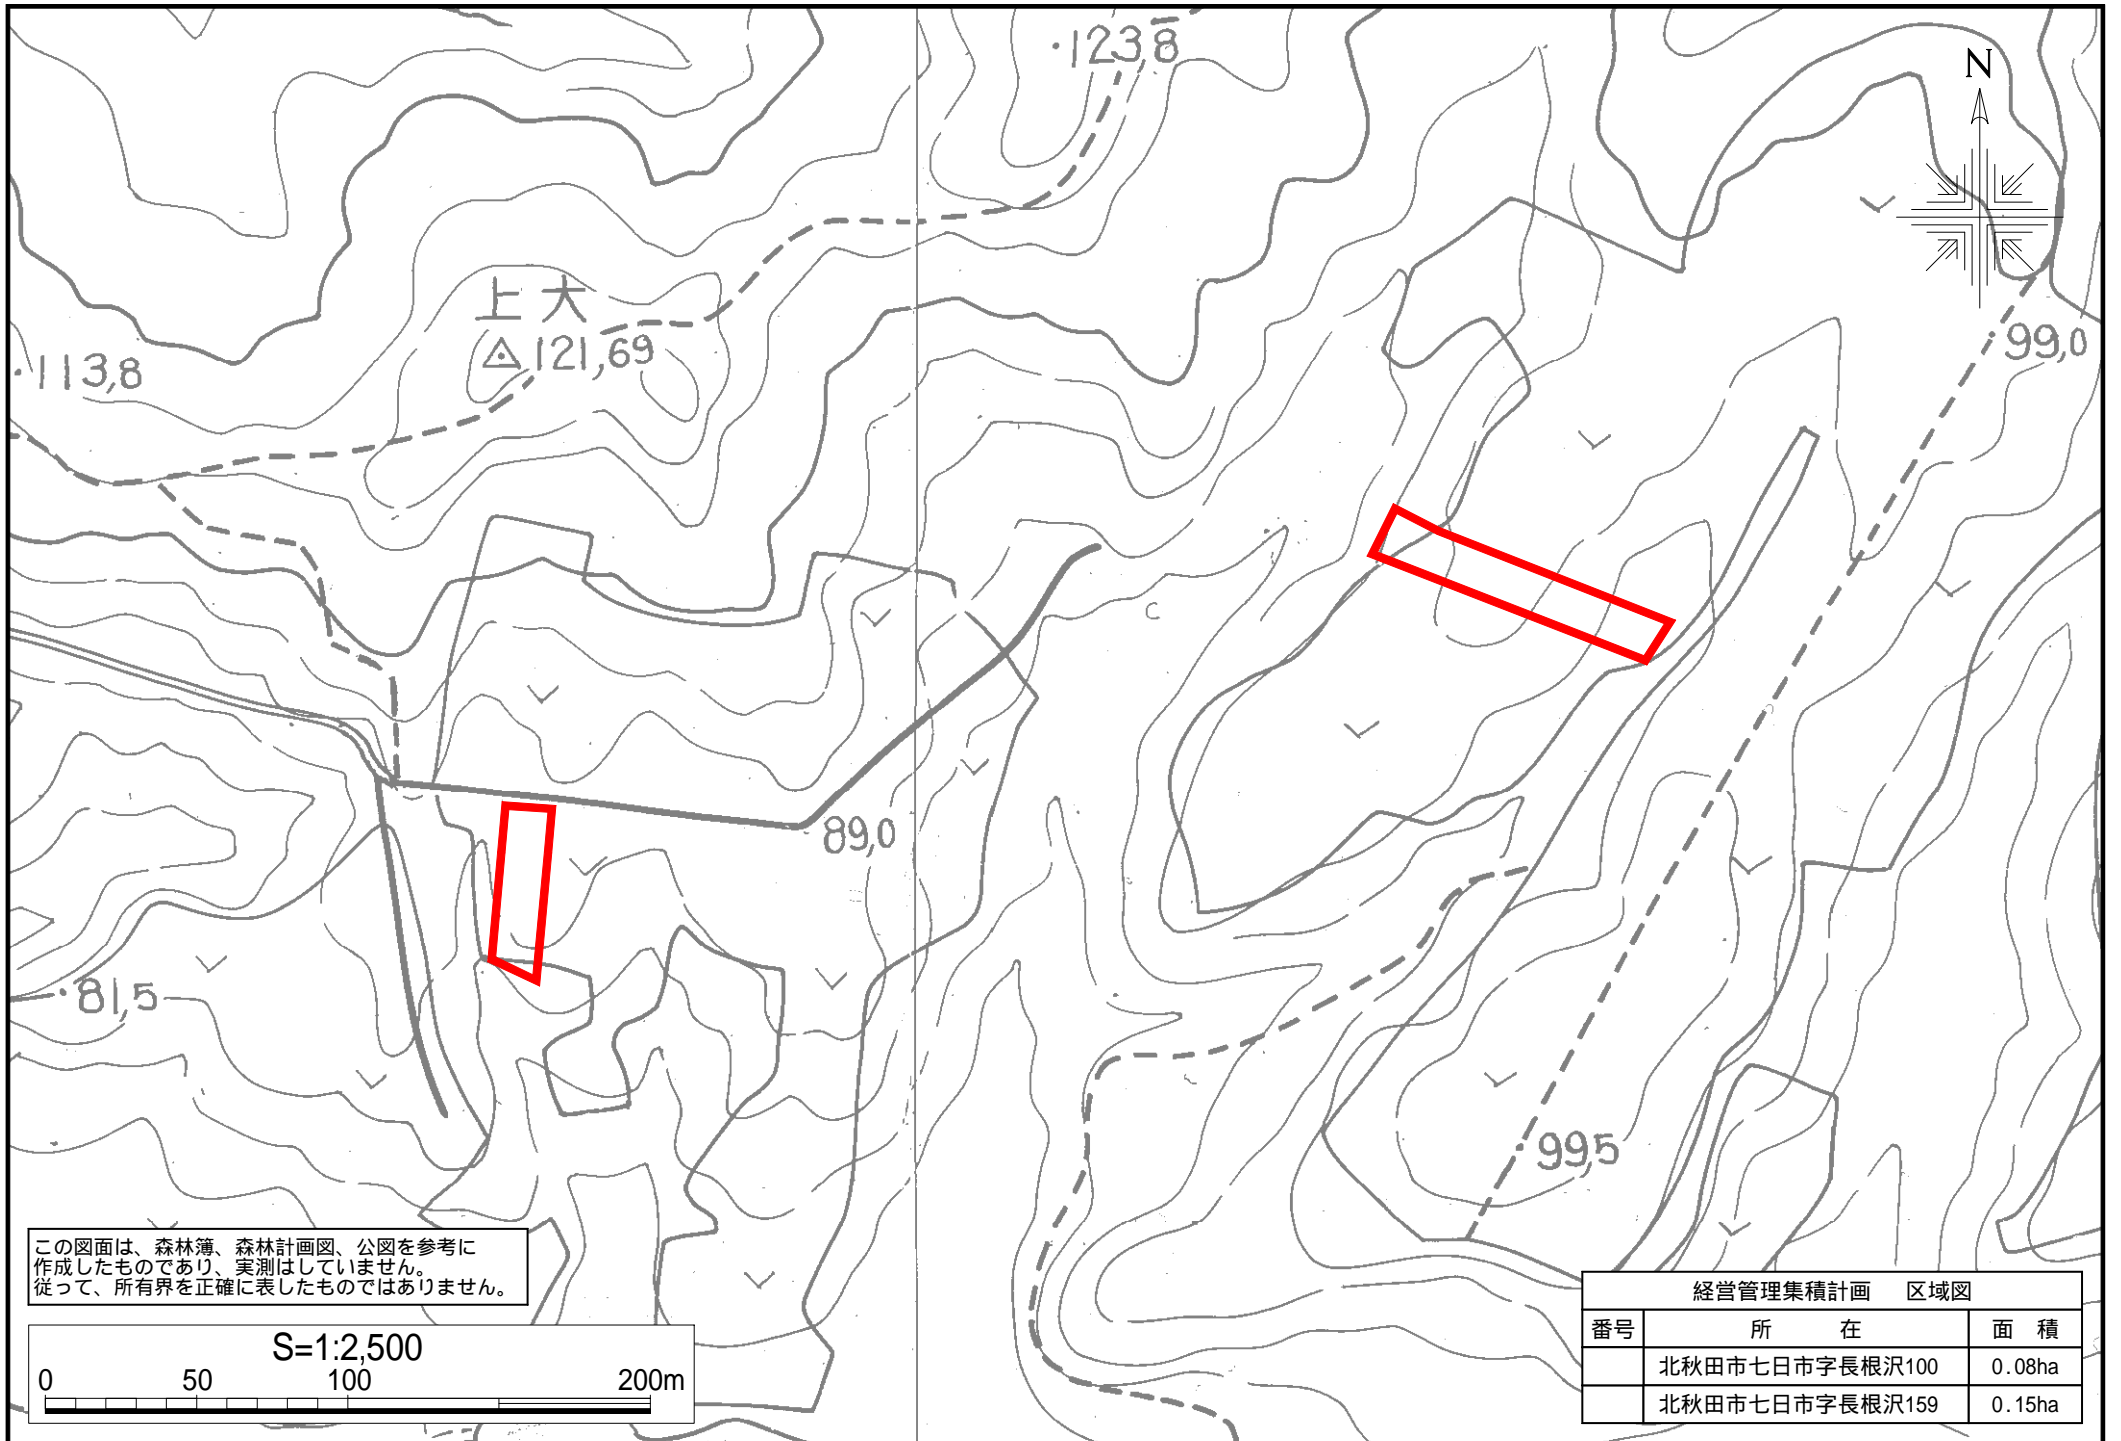 123,8
N
上大
121,69
99,0
113,8
89,0
81,5
99,5
この図面は、森林簿、森林計画図、公図を参考に
作成したものであり、実測はしていません。
従って、所有界を正確に表したものではありません。
S=1:2,500
0 50 100 200m
経営管理集積計画 区域図
番号 所在 面積
北秋田市七日市字長根沢100 0.08ha
北秋田市七日市字長根沢159 0.15ha